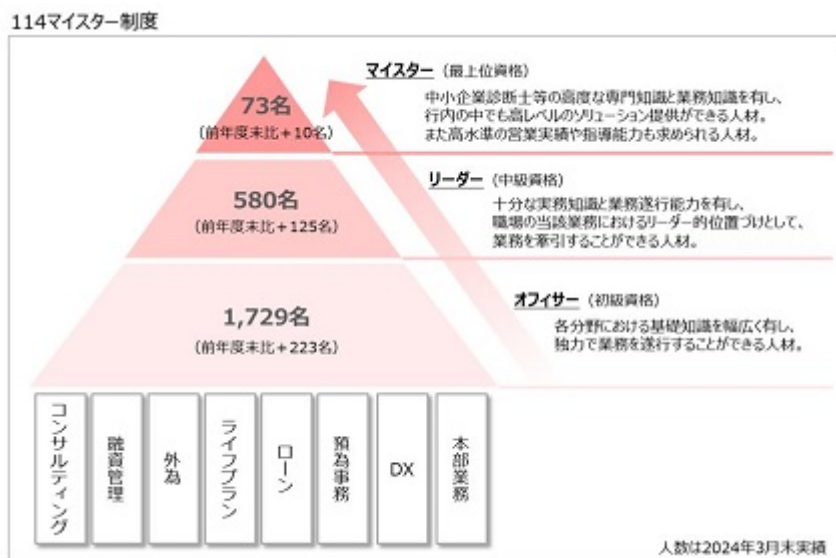 114マイスター制度
73名
(前年度末比+10名)
マイスター (最上位資格)
中小企業診断士等の高度な専門知識と業務知識を有し、
行内の中でも高レベルのソリューション提供ができる人材。
また高水準の営業実績や指導能力も求められる人材。
580名
(前年度末比+125名)
リーダー (中級資格)
十分な実務知識と業務遂行能力を有し、
職場の当該業務におけるリーダー的位置づけとして、
業務を牽引することができる人材。
1,729名
(前年度末比+223名)
オフィサー (初級資格)
各分野における基礎知識を幅広く有し、
独力で業務を遂行することができる人材。
コンサルティング
融資管理
外為
ライフプラン
ローン
預為事務
DX
本部業務
人数は2024年3月末実績